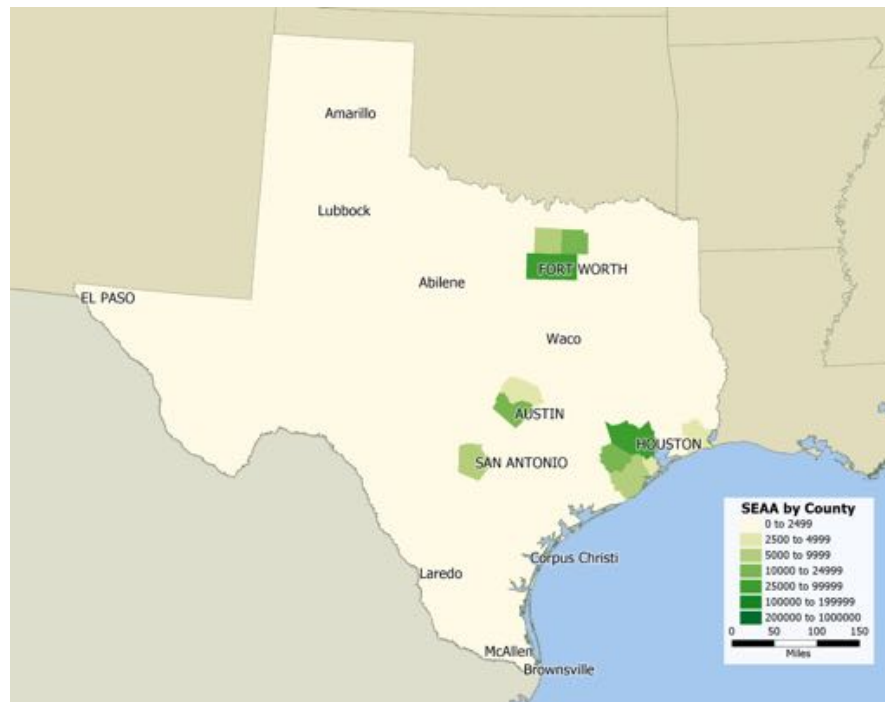 Amarillo
Lubbock
FORT WORTH
Abilene
EL PASO
Waco
AUSTIN
HOUSTON
SAN ANTONIO
Corpus Christi
Laredo
McAllen
Brownsville
SEAA by County
0 to 2499
2500 to 4999
5000 to 9999
10000 to 24999
25000 to 99999
100000 to 199999
200000 to 1000000
0 50 100 150
Miles